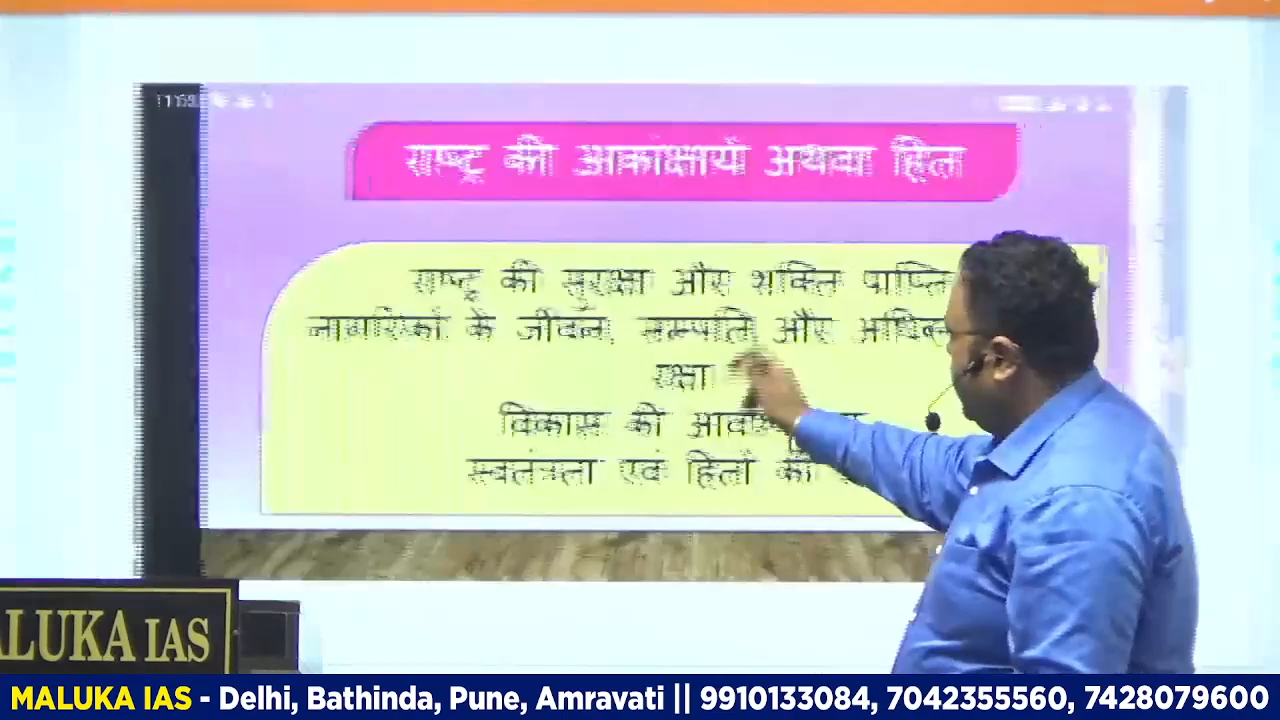 राष्ट्र की आकांक्षायें अथवा हित
राष्ट्र की सुरक्षा और शक्ति प्राप्ति
नागरिकों के जीवन, सम्पति और
रक्षा
विकास की
स्वतंत्रता एवं हितों की
ALUKA IAS
MALUKA IAS - Delhi, Bathinda, Pune, Amravati || 9910133084, 7042355560, 7428079600